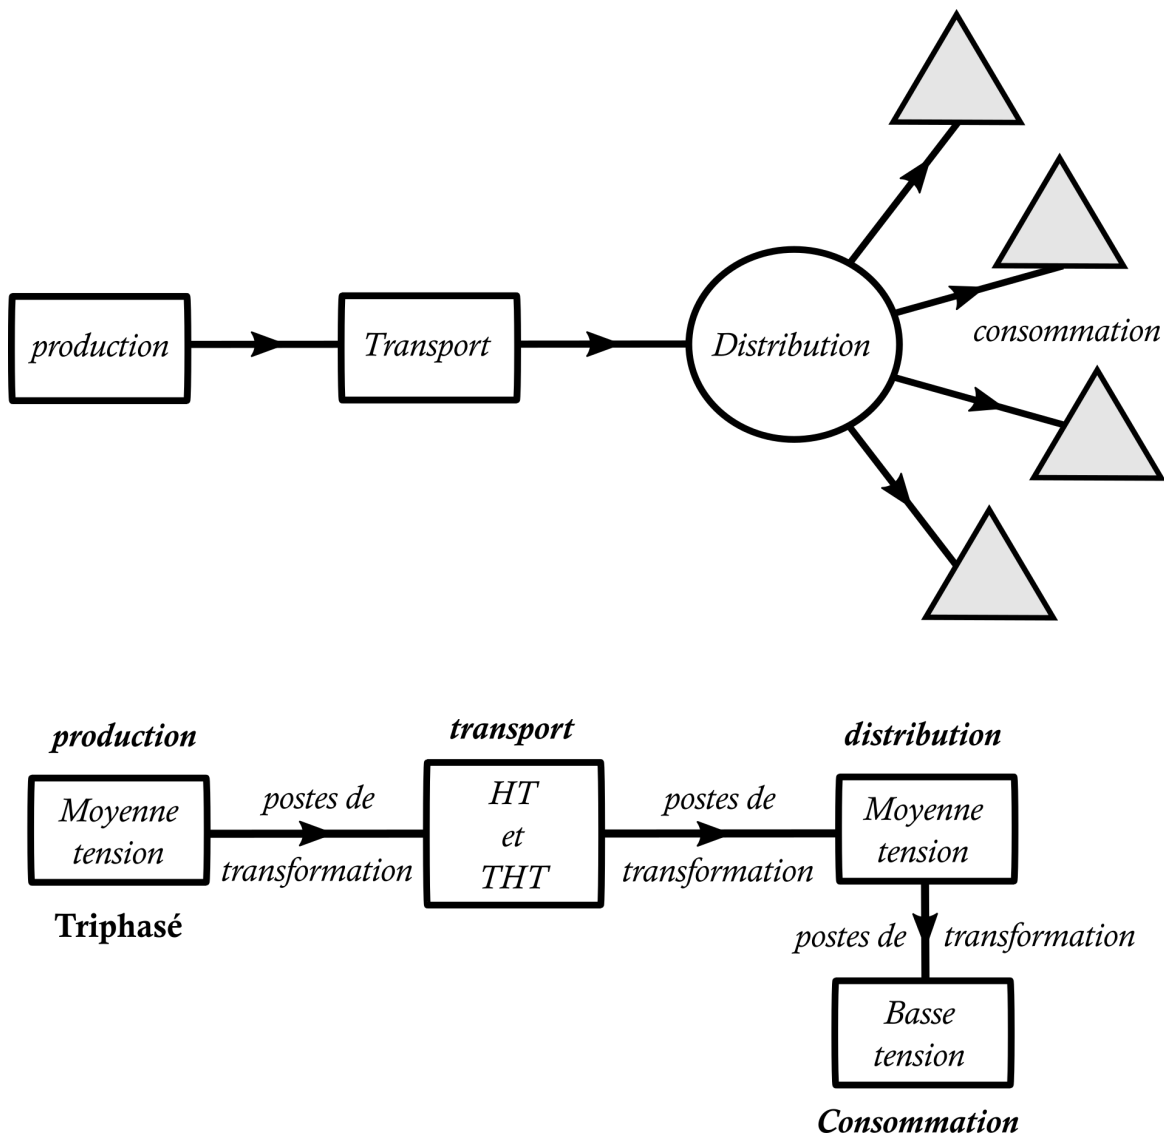 production
Transport
Distribution
consommation
production
transport
distribution
Moyenne
tension
postes de
transformation
HT
et
THT
postes de
transformation
Moyenne
tension
Triphasé
postes de transformation
Basse
tension
Consommation